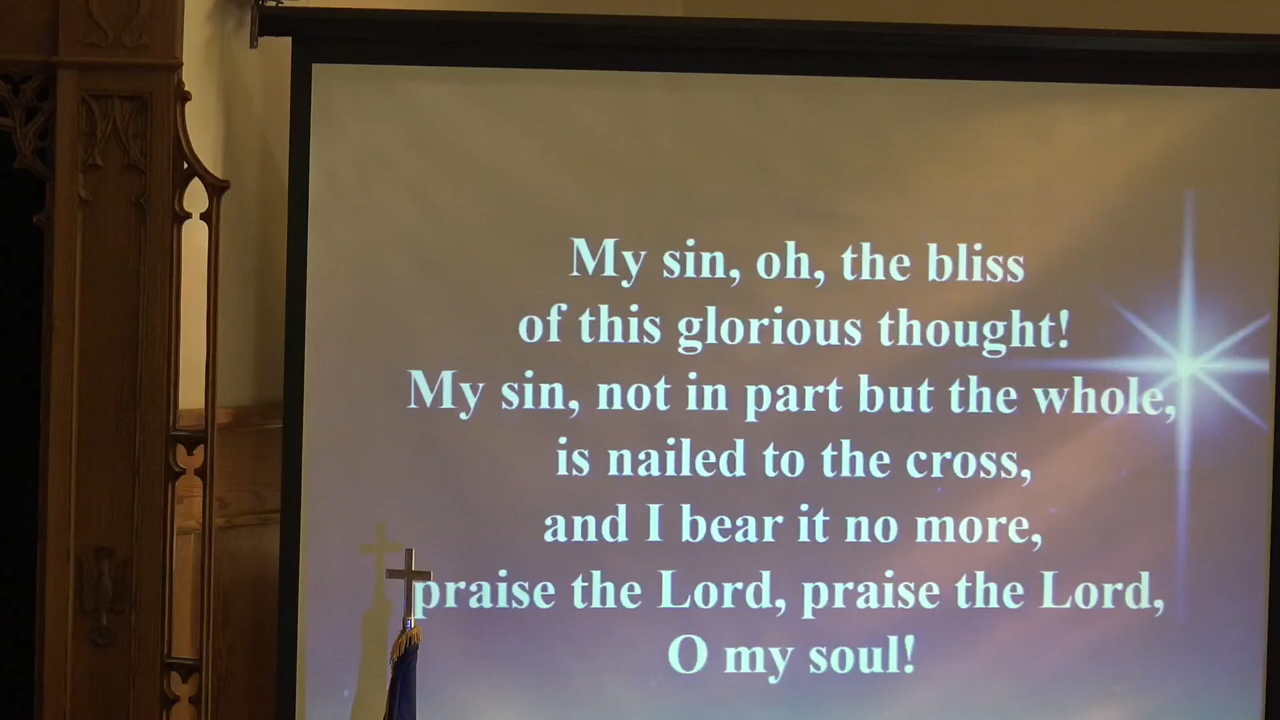 My sin, oh, the bliss
of this glorious thought!
My sin, not in part but the whole,
is nailed to the cross,
and I bear it no more,
praise the Lord, praise the Lord,
O my soul!